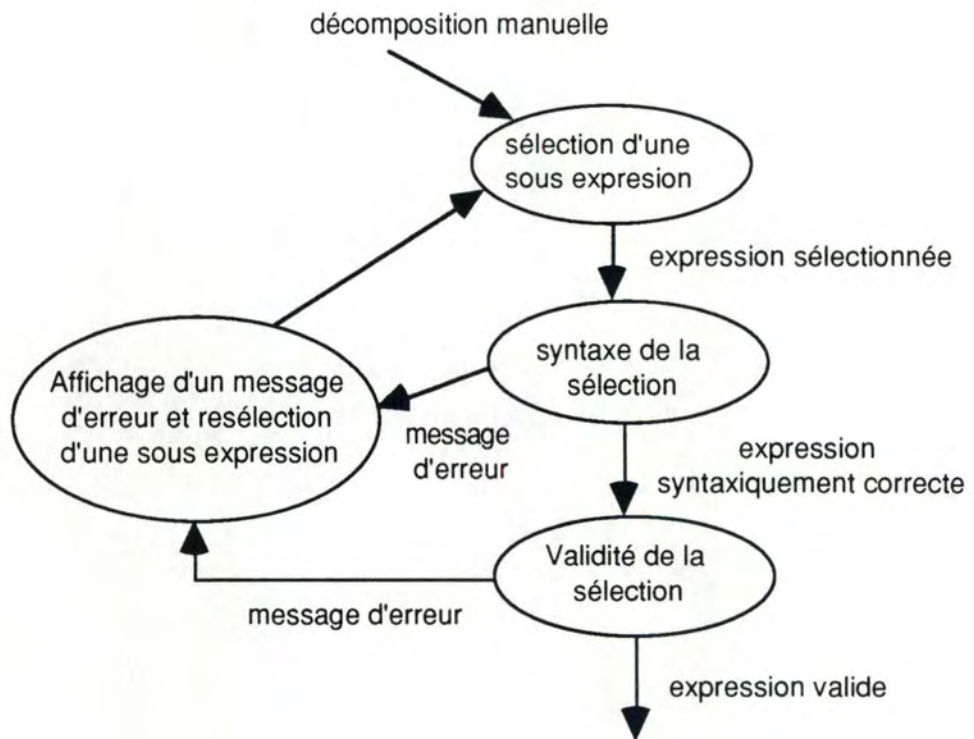 décomposition manuelle
sélection d'une
sous expresion
expression sélectionnée
syntaxe de la
sélection
Affichage d'un message
d'erreur et resélection
d'une sous expression
message
d'erreur
expression
syntaxiquement correcte
Validité de la
sélection
message d'erreur
expression valide